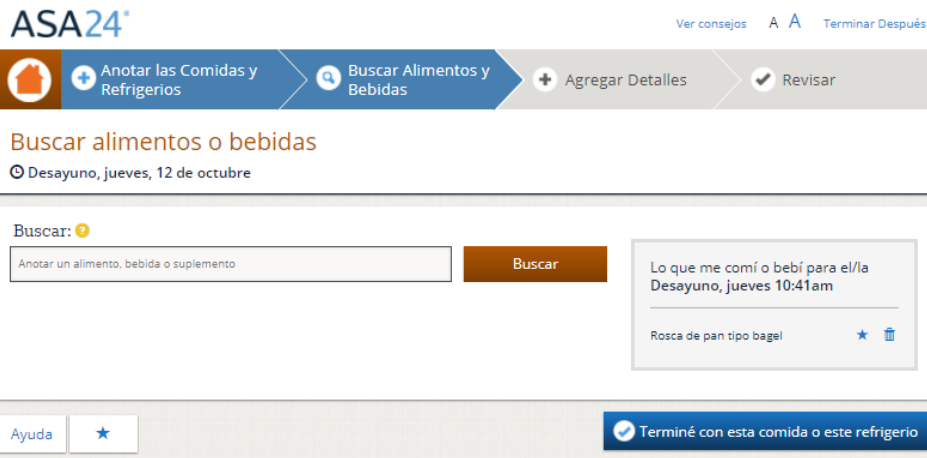 ASA24®
Ver consejos A A Terminar Después
Anotar las Comidas y
Refrigerios
Buscar Alimentos y
Bebidas
Agregar Detalles
Revisar
Buscar alimentos o bebidas
Desayuno, jueves, 12 de octubre
Buscar: ?
Anotar un alimento, bebida o suplemento
Buscar
Lo que me comí o bebí para el/la
Desayuno, jueves 10:41am
Rosca de pan tipo bagel
Ayuda
Terminé con esta comida o este refrigerio